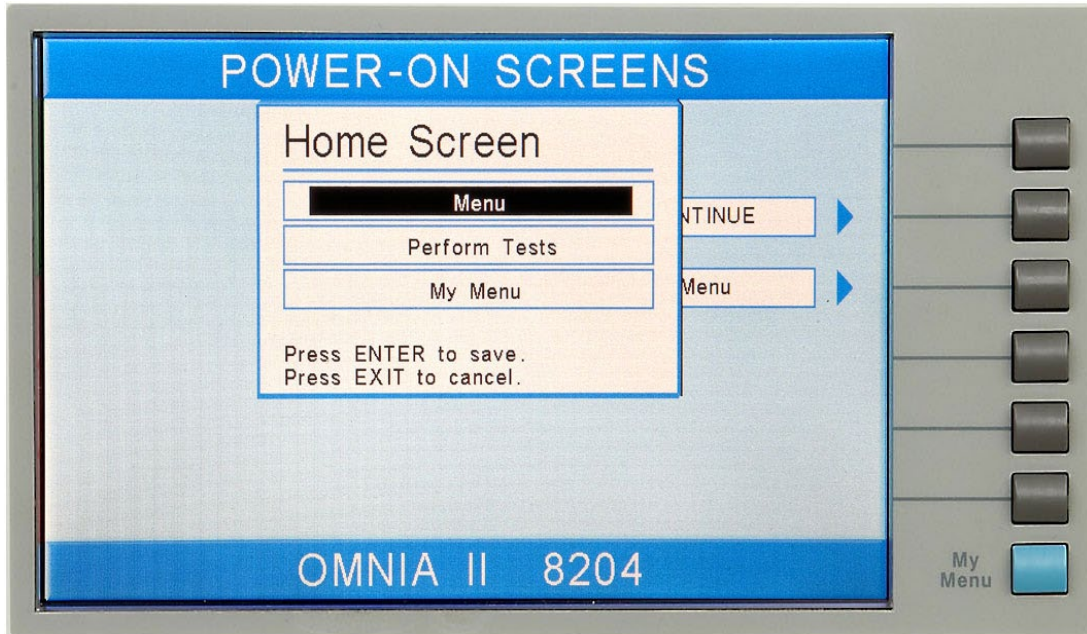 POWER-ON SCREENS
Home Screen
Menu
Perform Tests
My Menu
Press ENTER to save.
Press EXIT to cancel.
NTINUE
Menu
OMNIA II 8204
My
Menu